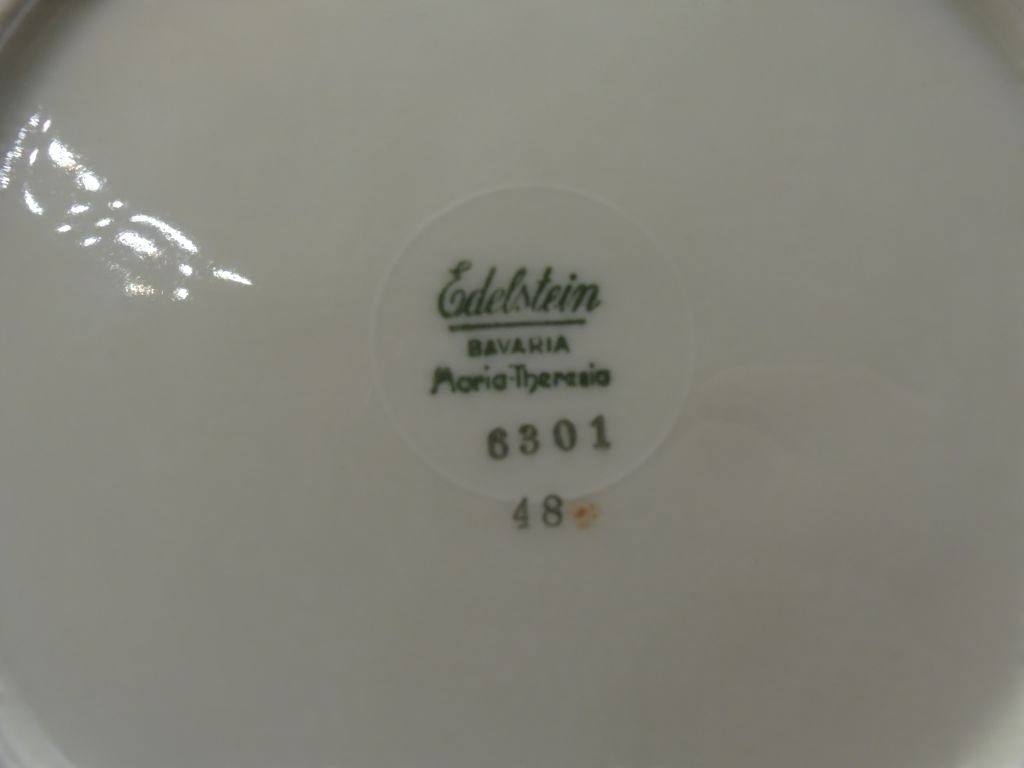 Edelstein
BAVARIA
Maria-Theresia
6301
48